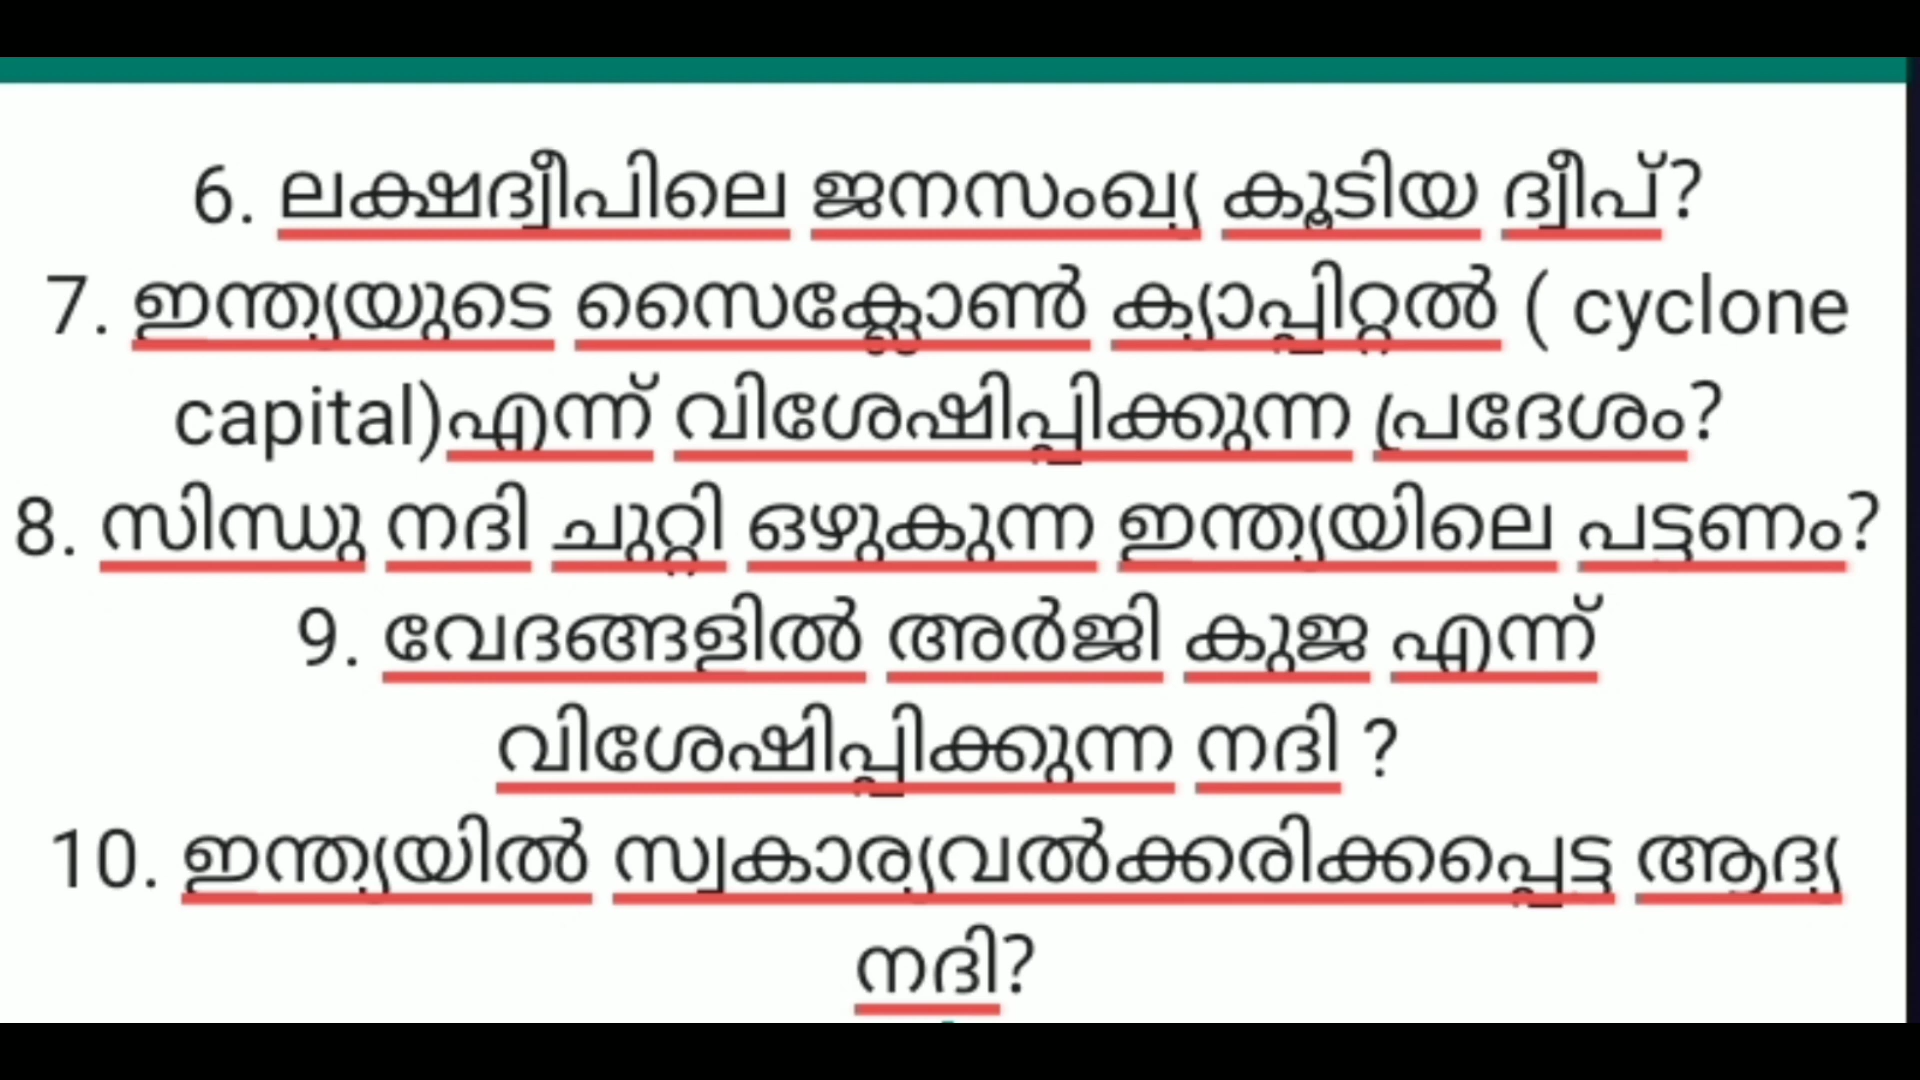 6. ലക്ഷദ്വീപിലെ ജനസംഖ്യ കൂടിയ ദ്വീപ്?
7. ഇന്ത്യയുടെ സൈക്ലോൺ ക്യാപ്പിറ്റൽ ( cyclone
capital)എന്ന് വിശേഷിപ്പിക്കുന്ന പ്രദേശം?
8. സിന്ധു നദി ചുറ്റി ഒഴുകുന്ന ഇന്ത്യയിലെ പട്ടണം?
9. വേദങ്ങളിൽ അർജി കുജ എന്ന്
വിശേഷിപ്പിക്കുന്ന നദി ?
10. ഇന്ത്യയിൽ സ്വകാര്യവൽക്കരിക്കപ്പെട്ട ആദ്യ
നദി?